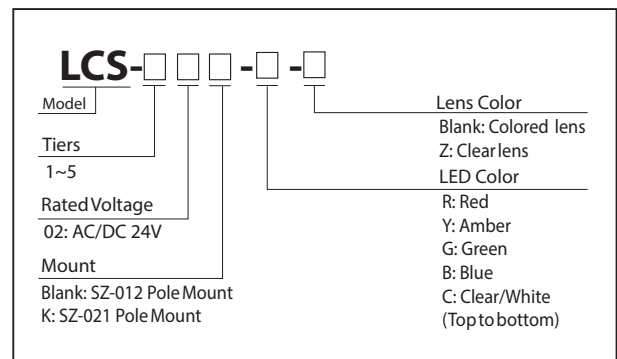 LCS-□□□-□-□
Model
Tiers
1~5
Rated Voltage
02: AC/DC 24V
Mount
Blank: SZ-012 Pole Mount
K: SZ-021 Pole Mount
Lens Color
Blank: Colored lens
Z: Clear lens
LED Color
R: Red
Y: Amber
G: Green
B: Blue
C: Clear/White
(Top to bottom)